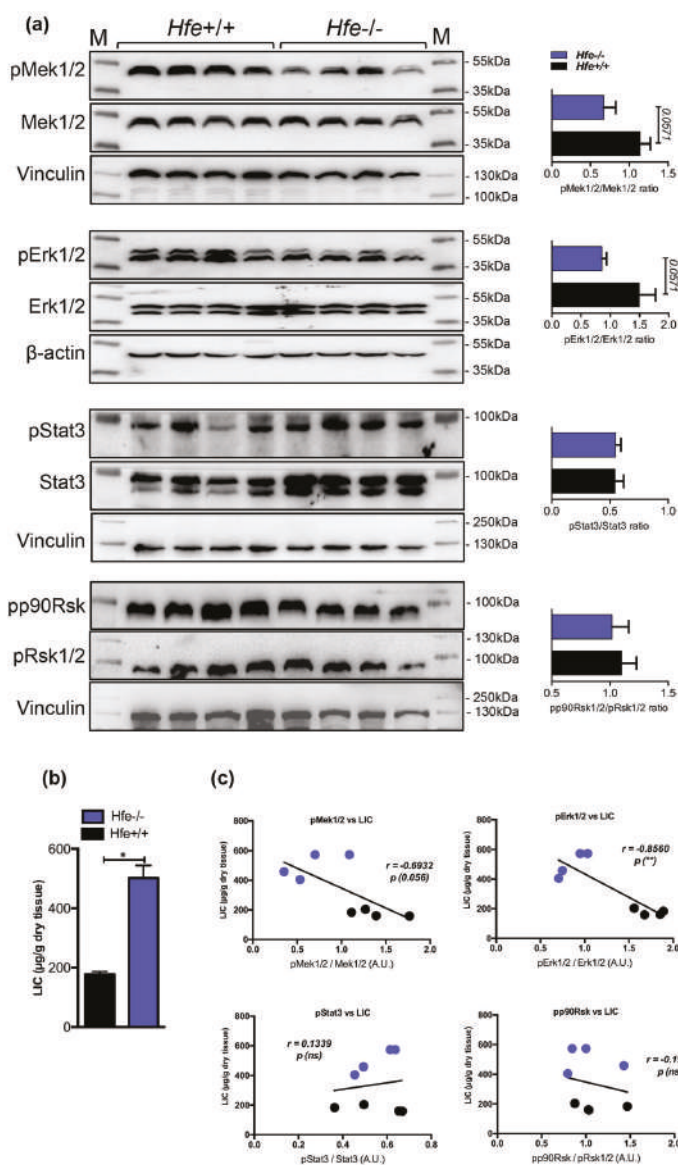 (a)
Hfe+/+ Hfe-/-
M M
pMek1/2
- 55kDa
- 35kDa
Mek1/2
- 55kDa
- 35kDa
Vinculin
- 130kDa
- 100kDa
Hfe-/-
Hfe+/+
0.0571
0.0 0.5 1.0 1.5
pMek1/2/Mek1/2 ratio
pErk1/2
- 55kDa
- 35kDa
Erk1/2
- 55kDa
- 35kDa
β-actin
- 55kDa
- 35kDa
0.0571
0.0 0.5 1.0 1.5 2.0
pErk1/2/Erk1/2 ratio
pStat3
- 100kDa
Stat3
- 100kDa
Vinculin
- 250kDa
- 130kDa
0.0 0.5 1.0
pStat3/Stat3 ratio
pp90Rsk
- 100kDa
pRsk1/2
- 130kDa
- 100kDa
Vinculin
- 250kDa
- 130kDa
0.5 1.0 1.5
pp90Rsk1/2/pRsk1/2 ratio
(b)
Hfe-/-
Hfe+/+
*
600
400
200
0
LIC (µg/g dry tissue)
(c)
pMek1/2 vs LIC
r = -0.6932
p (0.056)
800
600
400
200
0
LIC (µg/g dry tissue)
0.0 0.5 1.0 1.5 2.0
pMek1/2 / Mek1/2 (A.U.)
pErk1/2 vs LIC
r = -0.8560
p (**)
800
600
400
200
0
LIC (µg/g dry tissue)
0.0 0.5 1.0 1.5 2.0
pErk1/2 / Erk1/2 (A.U.)
pStat3 vs LIC
r = 0.1339
p (ns)
800
600
400
200
0
LIC (µg/g dry tissue)
0.0 0.2 0.4 0.6 0.8
pStat3 / Stat3 (A.U.)
pp90Rsk vs LIC
p (ns
800
600
400
200
0
LIC (µg/g dry tissue)
0.0 0.5 1.0 1.5 2.0
pp90Rsk / pRsk1/2 (A.U.)